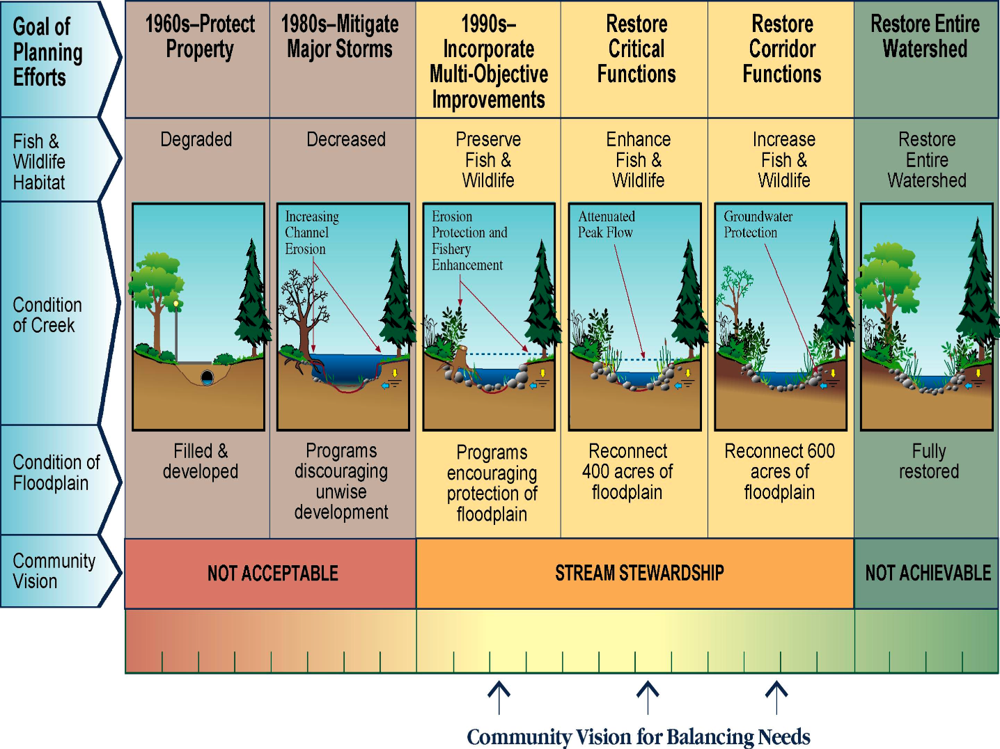 Goal of
Planning
Efforts
1960s–Protect
Property
1980s–Mitigate
Major Storms
1990s–
Incorporate
Multi-Objective
Improvements
Restore
Critical
Functions
Restore
Corridor
Functions
Restore Entire
Watershed
Fish &
Wildlife
Habitat
Degraded
Decreased
Preserve
Fish &
Wildlife
Enhance
Fish &
Wildlife
Increase
Fish &
Wildlife
Restore
Entire
Watershed
Condition
of Creek
Increasing
Channel
Erosion
Erosion
Protection and
Fishery
Enhancement
Attenuated
Peak Flow
Groundwater
Protection
Condition of
Floodplain
Filled &
developed
Programs
discouraging
unwise
development
Programs
encouraging
protection of
floodplain
Reconnect
400 acres of
floodplain
Reconnect 600
acres of
floodplain
Fully
restored
Community
Vision
NOT ACCEPTABLE
STREAM STEWARDSHIP
NOT ACHIEVABLE
Community Vision for Balancing Needs